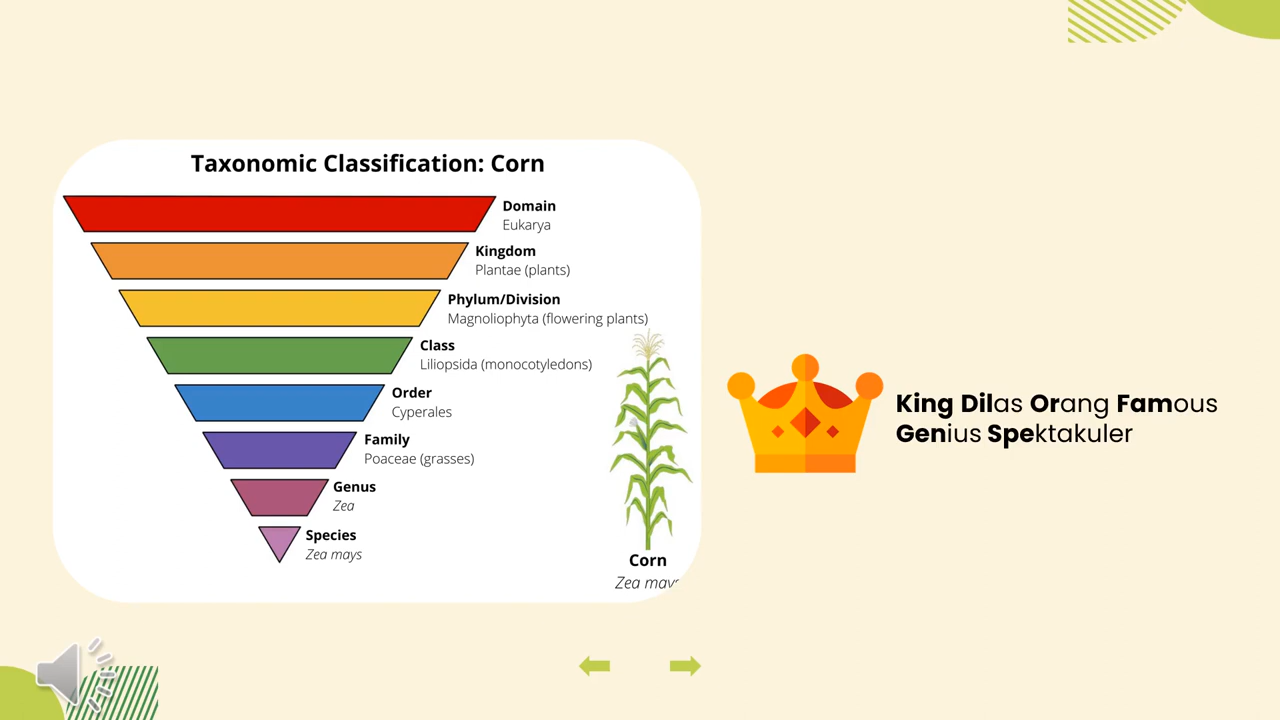 Taxonomic Classification: Corn
Domain
Eukarya
Kingdom
Plantae (plants)
Phylum/Division
Magnoliophyta (flowering plants)
Class
Liliopsida (monocotyledons)
Order
Cyperales
Family
Poaceae (grasses)
Genus
Zea
Species
Zea mays
Corn
Zea mays
King Dilas Orang Famous
Genius Spektakuler